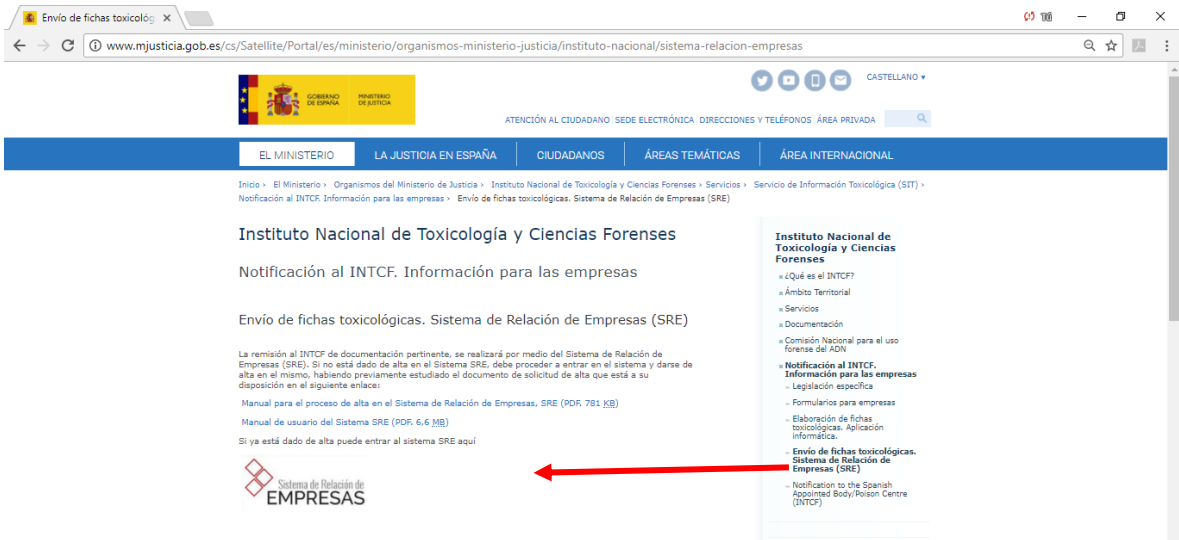 Envío de fichas toxicológ
www.mjusticia.gob.es/cs/Satellite/Portal/es/ministerio/organismos-ministerio-justicia/instituto-nacional/sistema-relacion-empresas
GOBIERNO
DE ESPAÑA
MINISTERIO
DE JUSTICIA
CASTELLANO
ATENCIÓN AL CIUDADANO SEDE ELECTRÓNICA DIRECCIONES Y TELÉFONOS ÁREA PRIVADA
EL MINISTERIO LA JUSTICIA EN ESPAÑA CIUDADANOS ÁREAS TEMÁTICAS ÁREA INTERNACIONAL
Inicio › El Ministerio › Organismos del Ministerio de Justicia › Instituto Nacional de Toxicología y Ciencias Forenses › Servicios › Servicio de Información Toxicológica (SIT) ›
Notificación al INTCF. Información para las empresas › Envío de fichas toxicológicas. Sistema de Relación de Empresas (SRE)
Instituto Nacional de Toxicología y Ciencias Forenses
Notificación al INTCF. Información para las empresas
Envío de fichas toxicológicas. Sistema de Relación de Empresas (SRE)
La remisión al INTCF de documentación pertinente, se realizará por medio del Sistema de Relación de
Empresas (SRE). Si no está dado de alta en el Sistema SRE, debe proceder a entrar en el sistema y darse de
alta en el mismo, habiendo previamente estudiado el documento de solicitud de alta que está a su
disposición en el siguiente enlace:
Manual para el proceso de alta en el Sistema de Relación de Empresas, SRE (PDF. 781 KB)
Manual de usuario del Sistema SRE (PDF. 6,6 MB)
Si ya está dado de alta puede entrar al sistema SRE aquí
Sistema de Relación de
EMPRESAS
Instituto Nacional de
Toxicología y Ciencias
Forenses
¿Qué es el INTCF?
Ámbito Territorial
Servicios
Documentación
Comisión Nacional para el uso
forense del ADN
Notificación al INTCF.
Información para las empresas
Legislación específica
Formularios para empresas
Elaboración de fichas
toxicológicas. Aplicación
informática.
Envío de fichas toxicológicas.
Sistema de Relación de
Empresas (SRE)
Notification to the Spanish
Appointed Body/Poison Centre
(INTCF)